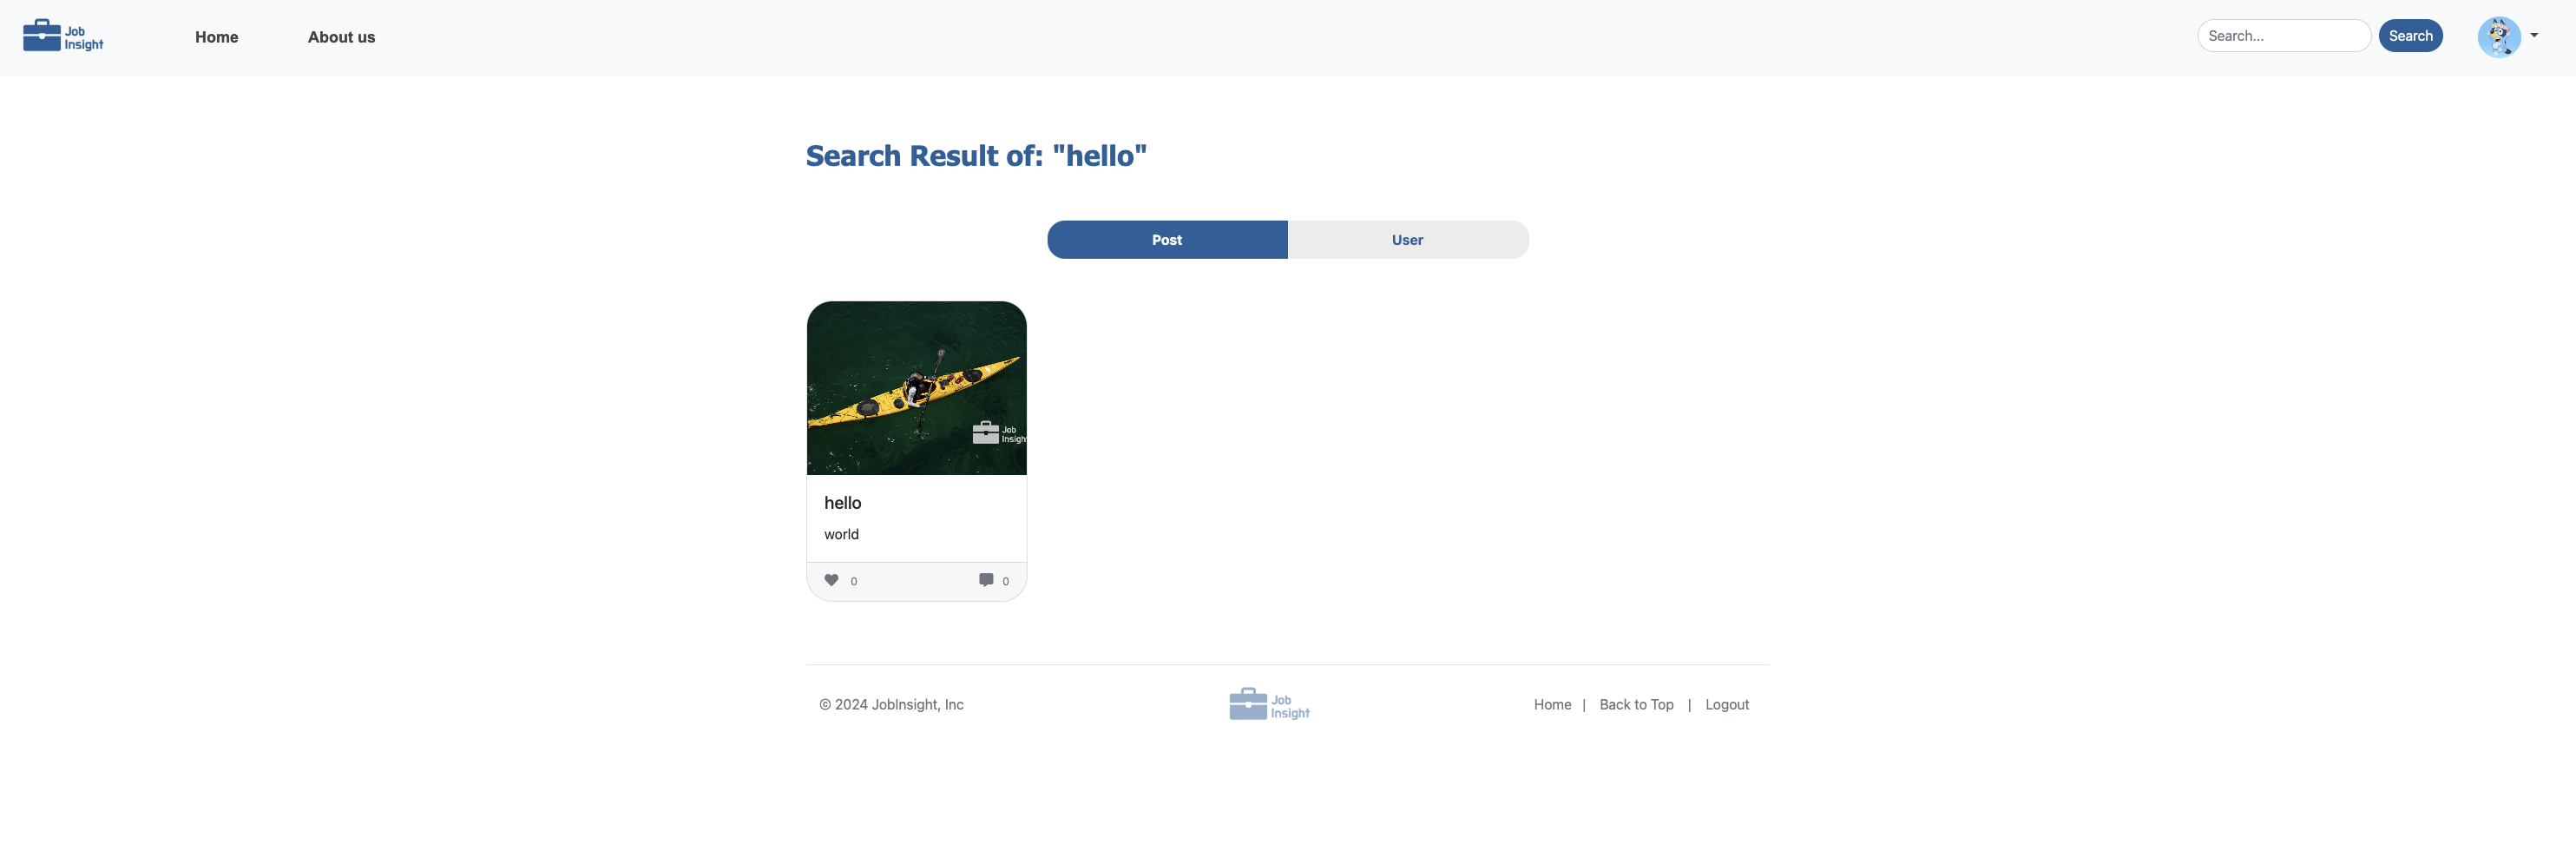 Job
Insight
Home
About us
Search...
Search
Search Result of: "hello"
Post
User
Job
Insight
hello
world
0
0
© 2024 JobInsight, Inc
Job
Insight
Home | Back to Top | Logout